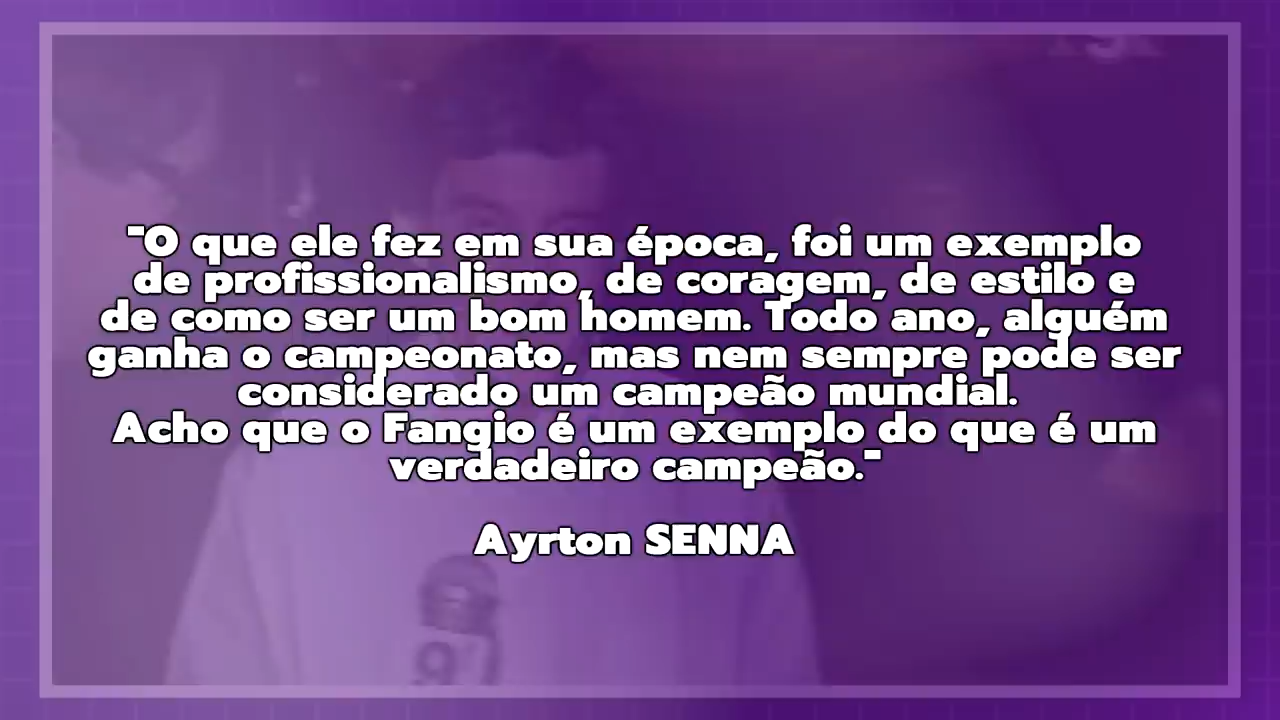 "O que ele fez em sua época, foi um exemplo
de profissionalismo, de coragem, de estilo e
de como ser um bom homem. Todo ano, alguém
ganha o campeonato, mas nem sempre pode ser
considerado um campeão mundial.
Acho que o Fangio é um exemplo do que é um
verdadeiro campeão."
Ayrton SENNA